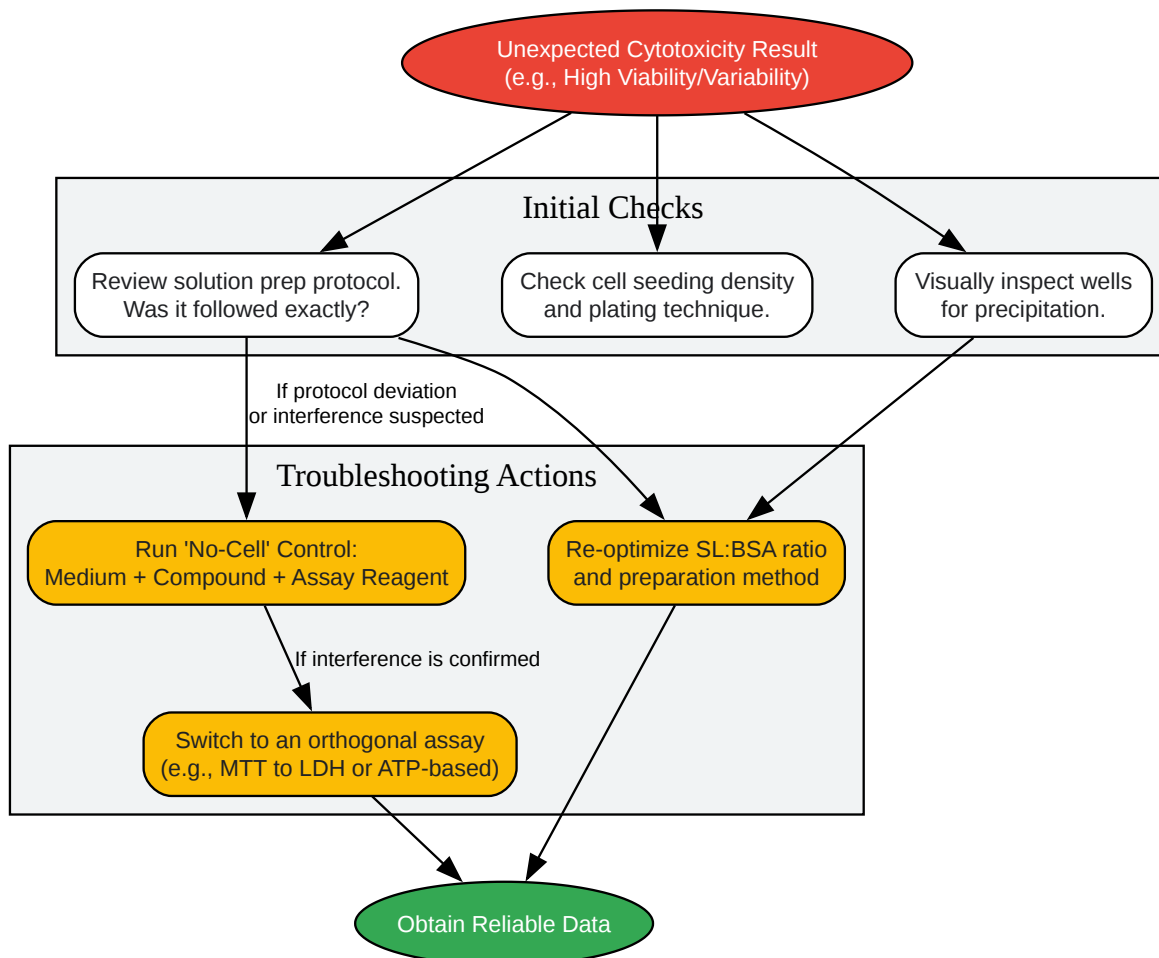 Unexpected Cytotoxicity Result
(e.g., High Viability/Variability)
Initial Checks
Review solution prep protocol.
Was it followed exactly?
Check cell seeding density
and plating technique.
Visually inspect wells
for precipitation.
If protocol deviation
or interference suspected
Troubleshooting Actions
Run 'No-Cell' Control:
Medium + Compound + Assay Reagent
Re-optimize SL:BSA ratio
and preparation method
If interference is confirmed
Switch to an orthogonal assay
(e.g., MTT to LDH or ATP-based)
Obtain Reliable Data